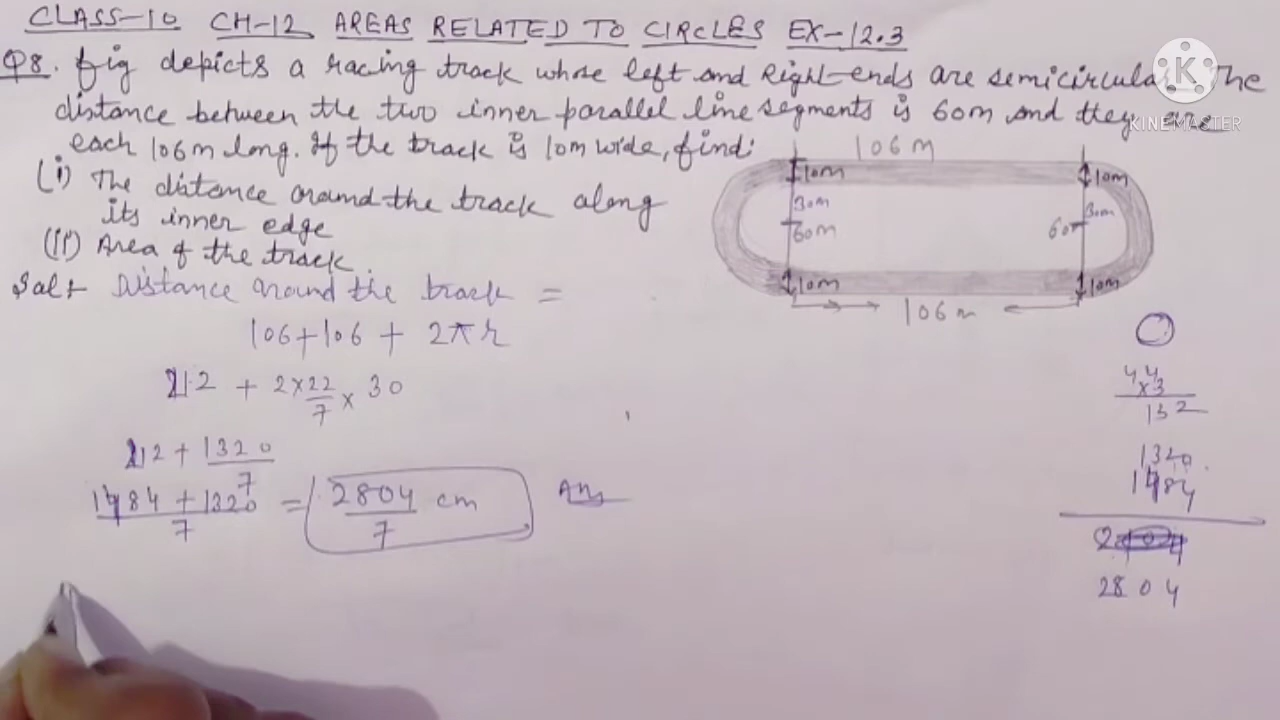 CLASS-10 CH-12 AREAS RELATED TO CIRCLES EX-12.3
Q8. Fig depicts a racing track whose left and Right-ends are semicircular. The
distance between the two inner parallel line segments is 60m and they are
each 106m long. If the track is 10m wide, find:
(i) The distance around the track along
its inner edge
(ii) Area of the track.
Sol+ Distance around the track =
106+106 + 2πr
212 + 2×22/7 × 30
212 + 1320/7
1484 + 1320/7 = 2804/7 cm Ans
106m
10m
10m
30m
30m
60m
60m
10m
10m
106m
44
×3
132
1320
1484
2804
K
KINEMASTER